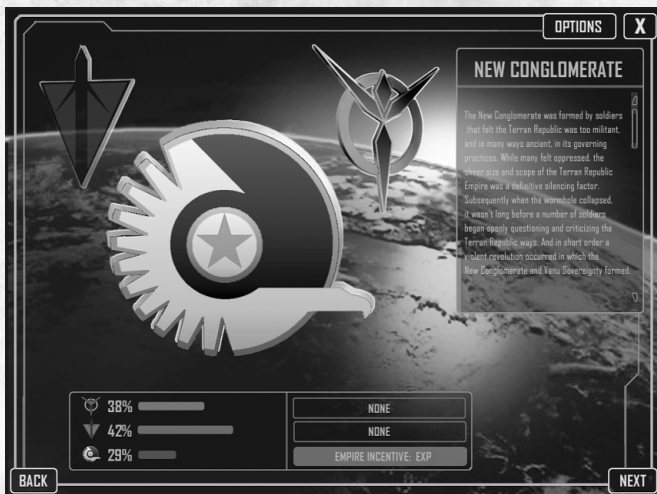 OPTIONS
X
NEW CONGLOMERATE
The New Conglomerate was formed by soldiers
that felt the Terran Republic was too militant,
and in many ways ancient, in its governing
practices. While many felt oppressed, the
sheer size and scope of the Terran Republic
Empire was a definitive silencing factor.
Subsequently when the wormhole collapsed,
it wasn't long before a number of soldiers
began openly questioning and criticizing the
Terran Republic ways. And in short order a
violent revolution occurred in which the
New Conglomerate and Vanu Sovereignty formed.
38%
NONE
42%
NONE
29%
EMPIRE INCENTIVE: EXP
BACK
NEXT